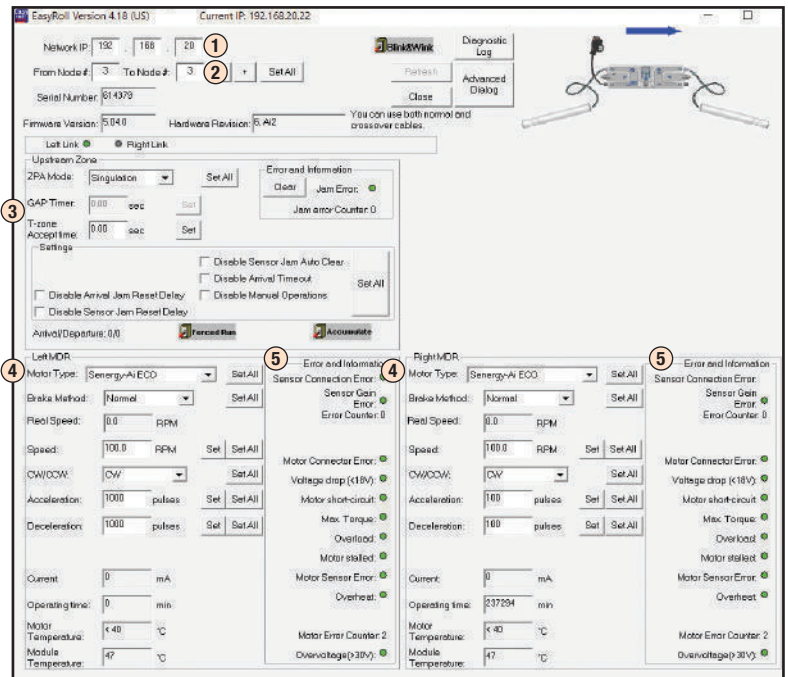 EasyRoll Version 4.18 (US) Current IP: 192.168.20.22
Network IP: 192 . 168 . 20 1
Blink&Wink
Diagnostic Log
From Node #: 3 To Node #: 3 2 + Set All
Refresh
Advanced Dialog
Serial Number: 614379
Close
Firmware Version: 5.04.0 Hardware Revision: 6, Ai2
You can use both normal and crossover cables.
Left Link Right Link
Upstream Zone
ZPA Mode: Singulation Set All
Error and Information
Clear Jam Error:
Jam error Counter: 0
3
GAP Timer: 0.00 sec Set
T-zone Accept time: 0.00 sec Set
Settings
Disable Sensor Jam Auto Clear
Disable Arrival Timeout
Set All
Disable Arrival Jam Reset Delay Disable Manual Operations
Disable Sensor Jam Reset Delay
Arrival/Departure: 0/0 Forced Run Accumulate
4 Left MDR
Motor Type: Senergy-Ai ECO Set All
Brake Method: Normal Set All
Real Speed: 0.0 RPM
Speed: 100.0 RPM Set Set All
CW/CCW: CW Set All
Acceleration: 1000 pulses Set Set All
Deceleration: 1000 pulses Set Set All
Current: 0 mA
Operating time: 0 min
Motor Temperature: < 40 °C
Module Temperature: 47 °C
5 Error and Information
Sensor Connection Error:
Sensor Gain Error:
Error Counter: 0
Motor Connector Error:
Voltage drop (<18V):
Motor short-circuit:
Max. Torque:
Overload:
Motor stalled:
Motor Sensor Error:
Overheat:
Motor Error Counter: 2
Overvoltage(>30V):
4 Right MDR
Motor Type: Senergy-Ai ECO Set All
Brake Method: Normal Set All
Real Speed: 0.0 RPM
Speed: 100.0 RPM Set Set All
CW/CCW: CW Set All
Acceleration: 100 pulses Set Set All
Deceleration: 100 pulses Set Set All
Current: 0 mA
Operating time: 237294 min
Motor Temperature: < 40 °C
Module Temperature: 47 °C
5 Error and Information
Sensor Connection Error:
Sensor Gain Error:
Error Counter: 0
Motor Connector Error:
Voltage drop (<18V):
Motor short-circuit:
Max. Torque:
Overload:
Motor stalled:
Motor Sensor Error:
Overheat:
Motor Error Counter: 2
Overvoltage(>30V):